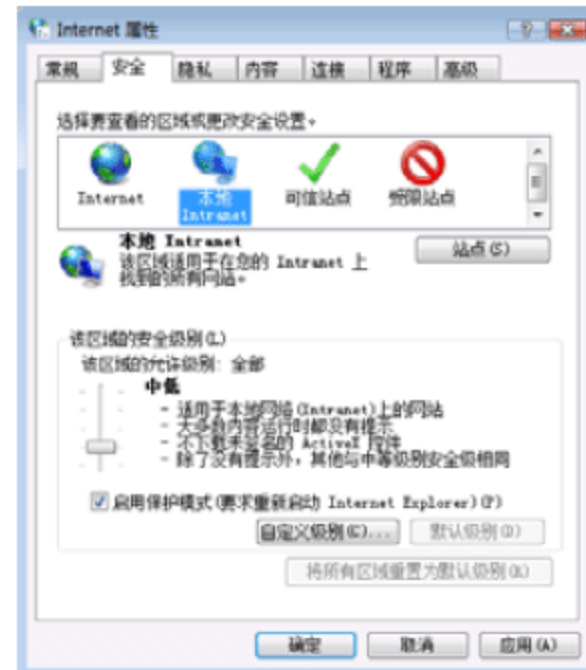 Internet 属性
常规 安全 隐私 内容 连接 程序 高级
选择要查看的区域或更改安全设置。
Internet 本地 Intranet 可信站点 受限站点
本地 Intranet
该区域适用于在您的 Intranet 上
找到的所有网站。
站点(S)
该区域的安全级别(L)
该区域的允许级别: 全部
中低
- 适用于本地网络(Intranet)上的网站
- 大多数内容运行时都没有提示
- 不下载未签名的 ActiveX 控件
- 除了没有提示外，其他与中等级别安全级相同
启用保护模式(要求重新启动 Internet Explorer)(P)
自定义级别(C)... 默认级别(D)
将所有区域重置为默认级别(R)
确定 取消 应用(A)